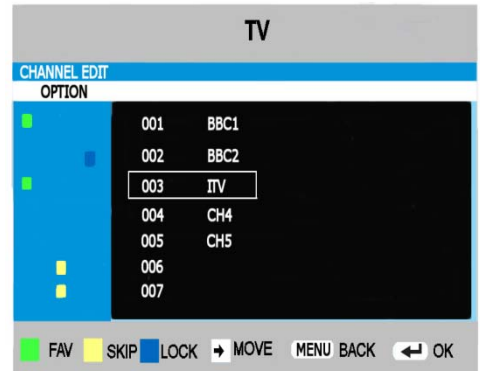 TV
CHANNEL EDIT
OPTION
001 BBC1
002 BBC2
003 ITV
004 CH4
005 CH5
006
007
FAV SKIP LOCK MOVE MENU BACK OK